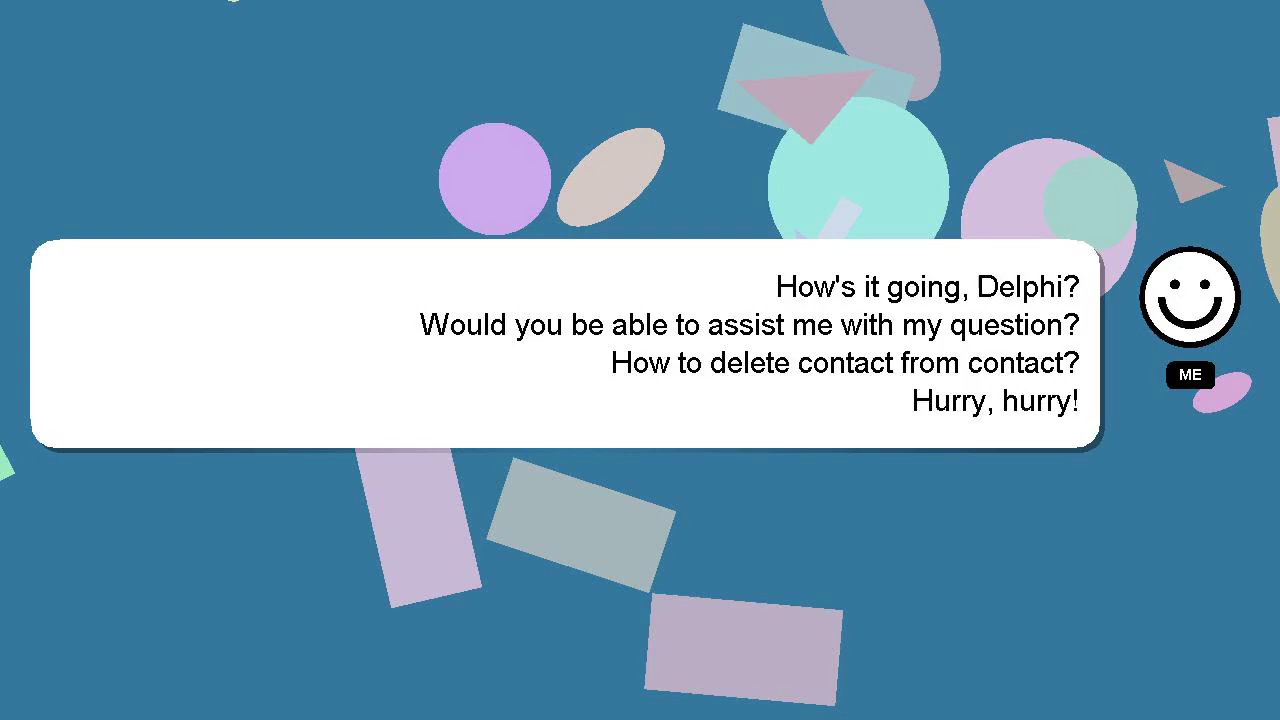 How's it going, Delphi?
Would you be able to assist me with my question?
How to delete contact from contact?
Hurry, hurry!
ME